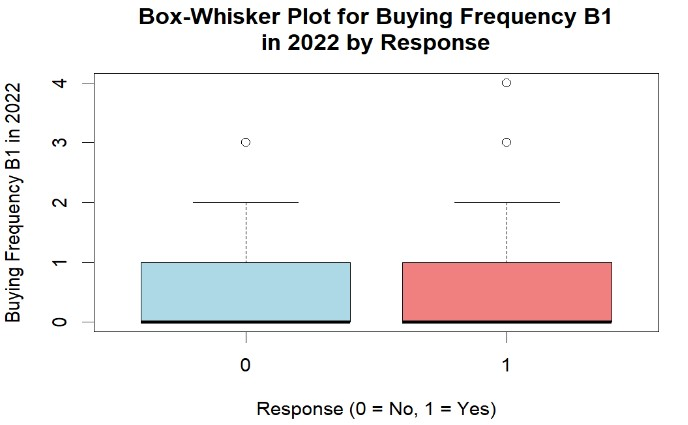 Box-Whisker Plot for Buying Frequency B1
in 2022 by Response
Buying Frequency B1 in 2022
4
3
2
1
0
0 1
Response (0 = No, 1 = Yes)